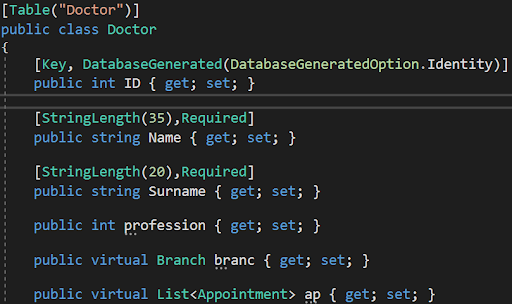 [Table("Doctor")]
public class Doctor
{
[Key, DatabaseGenerated(DatabaseGeneratedOption.Identity)]
public int ID { get; set; }
[StringLength(35),Required]
public string Name { get; set; }
[StringLength(20),Required]
public string Surname { get; set; }
public int profession { get; set; }
public virtual Branch branc { get; set; }
public virtual List<Appointment> ap { get; set; }